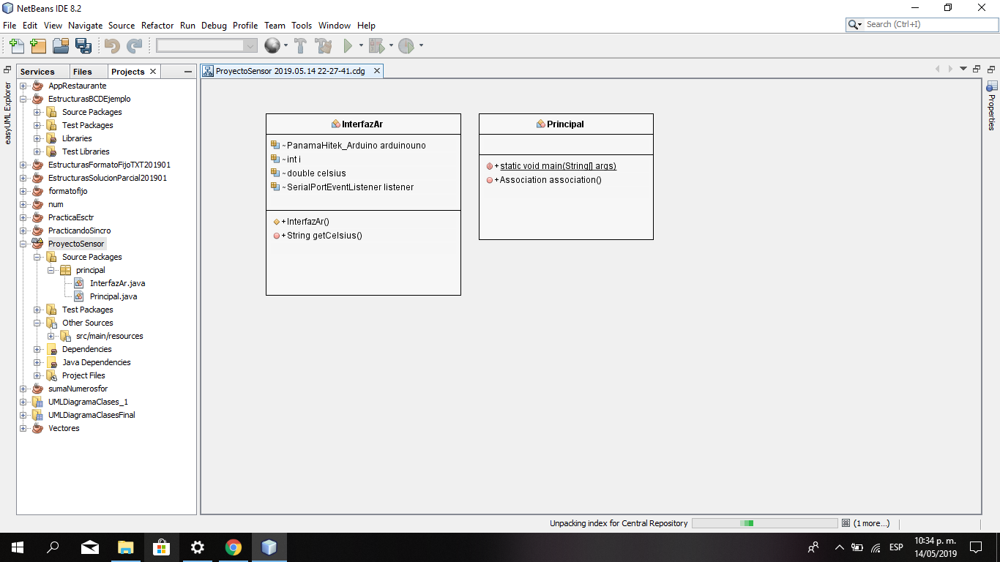 NetBeans IDE 8.2
File Edit View Navigate Source Refactor Run Debug Profile Team Tools Window Help
Search (Ctrl+I)
easyUML Explorer
Services Files Projects
AppRestaurante
EstructurasBCDEjemplo
Source Packages
Test Packages
Libraries
Test Libraries
EstructurasFormatoFijoTXT201901
EstructurasSolucionParcial201901
formatofijo
num
PracticaEsctr
PracticandoSincro
ProyectoSensor
Source Packages
principal
InterfazAr.java
Principal.java
Test Packages
Other Sources
src/main/resources
Dependencies
Java Dependencies
Project Files
sumaNumerosfor
UMLDiagramaClases_1
UMLDiagramaClasesFinal
Vectores
ProyectoSensor 2019.05.14 22-27-41.cdg
InterfazAr
~PanamaHitek_Arduino arduinouno
~int i
~double celsius
~SerialPortEventListener listener
+InterfazAr()
+String getCelsius()
Principal
+static void main(String[] args)
+Association association()
Properties
Unpacking index for Central Repository
(1 more...)
ESP
10:34 p. m.
14/05/2019